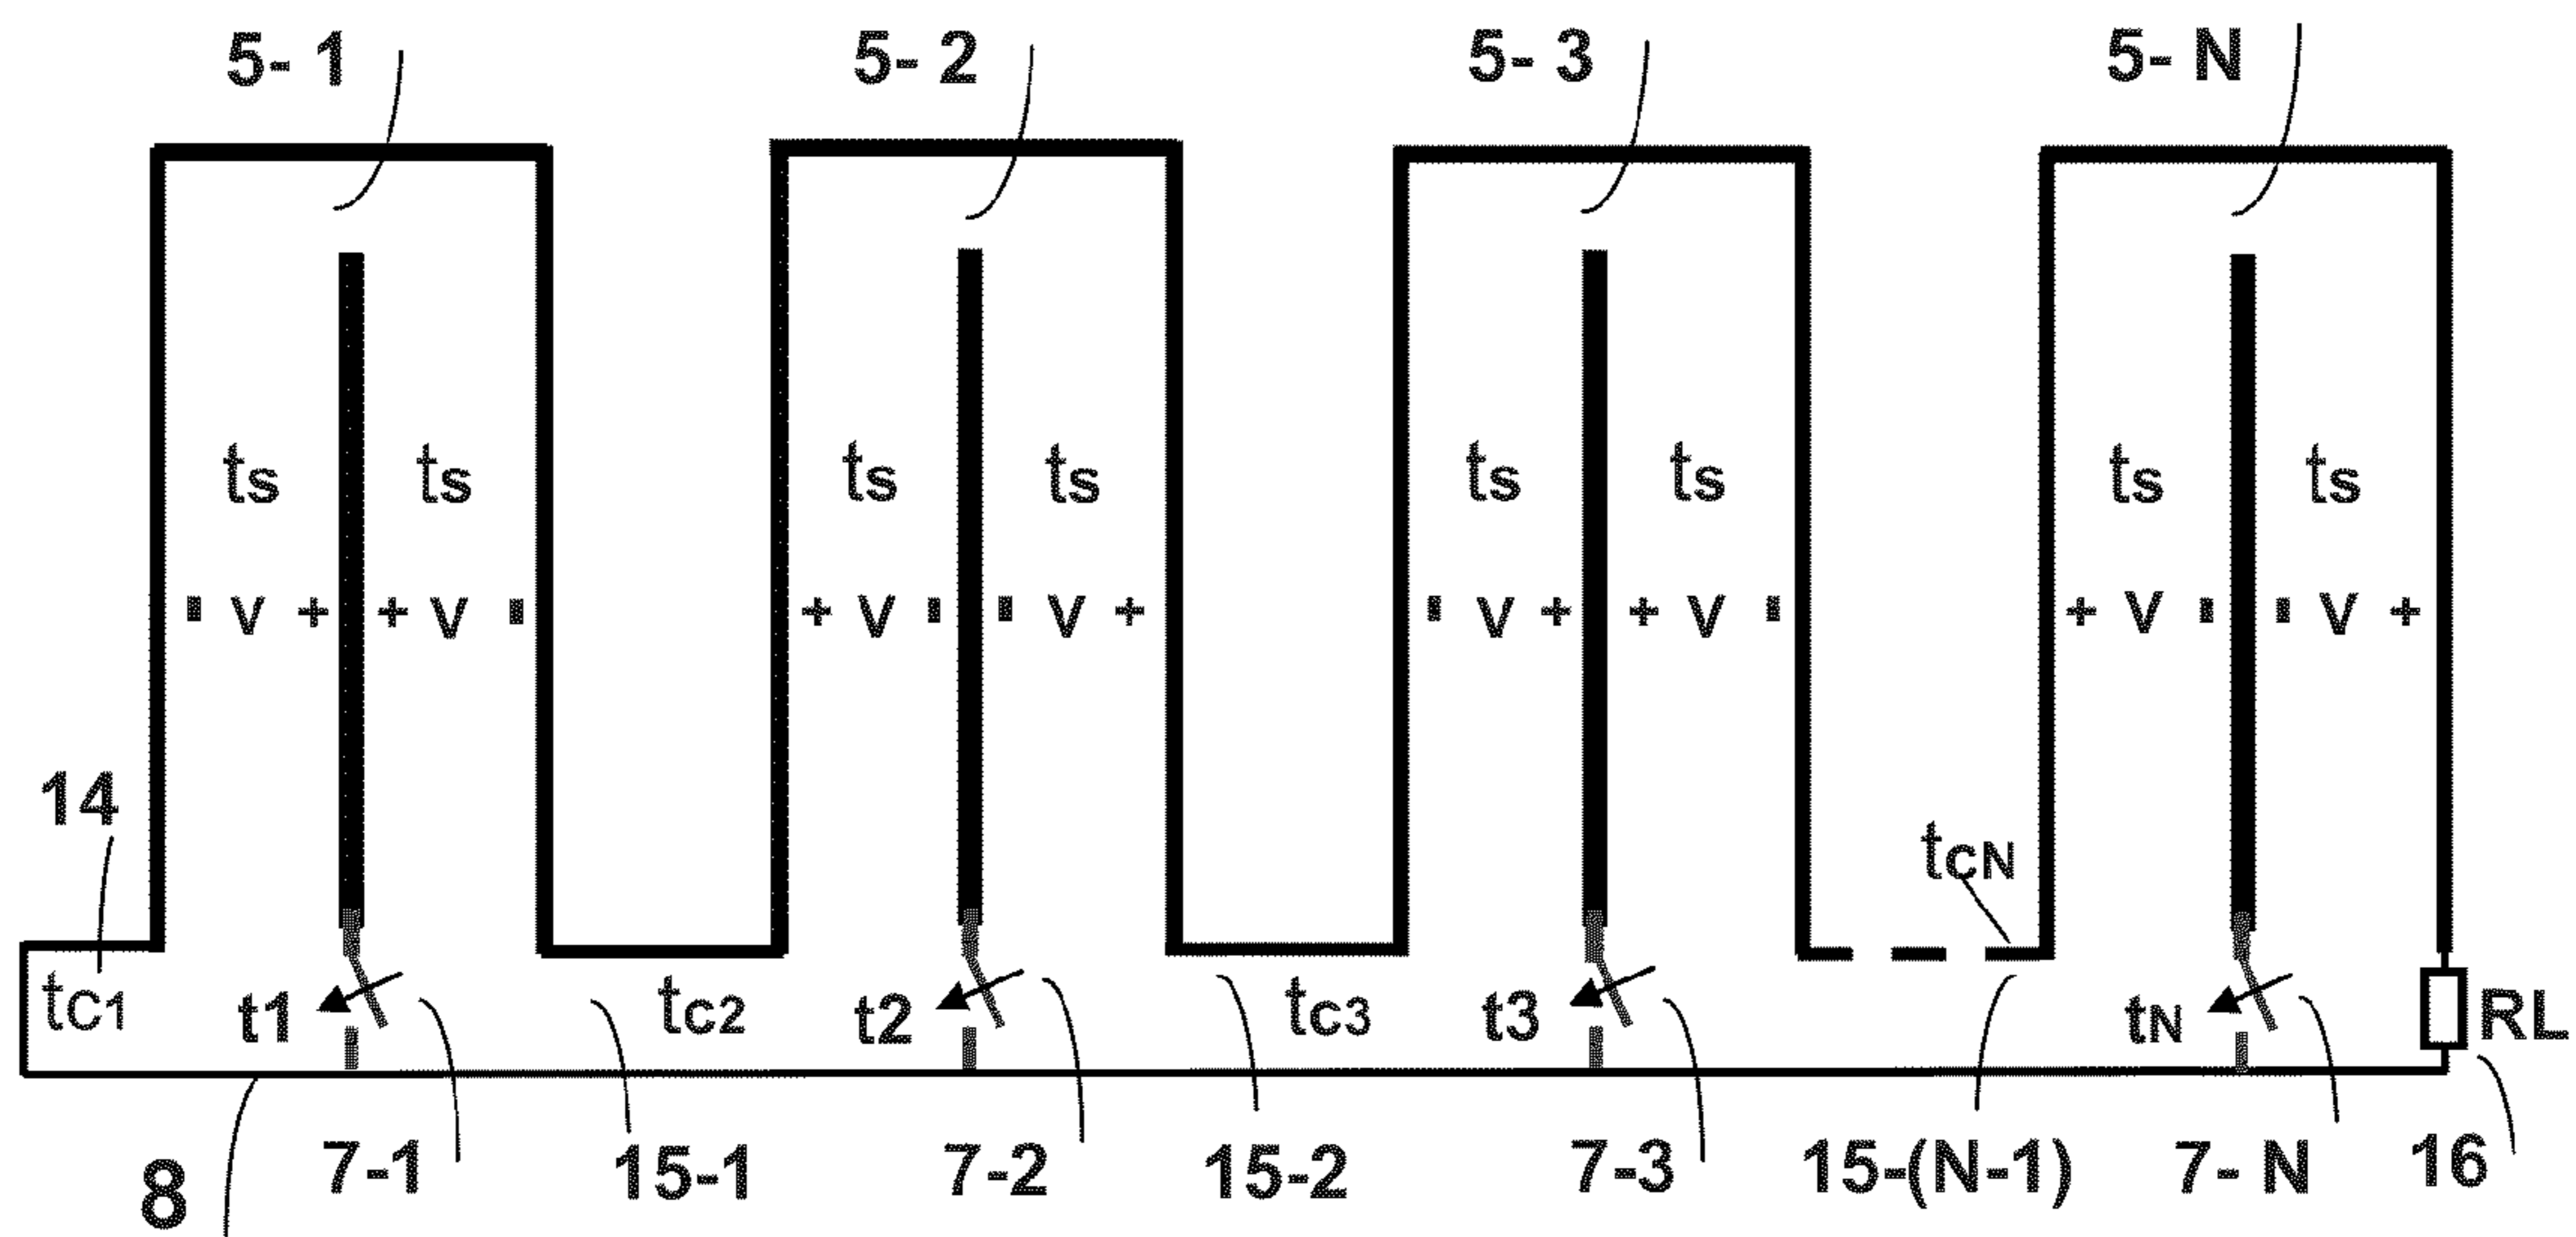 5- 1 5- 2 5- 3 5- N
ts ts ts ts ts ts ts ts
- V + + V - + V - - V + - V + + V - + V - - V +
14 tCN
tC1 t1 tC2 t2 tC3 t3 tN RL
8 7-1 15-1 7-2 15-2 7-3 15-(N-1) 7- N 16